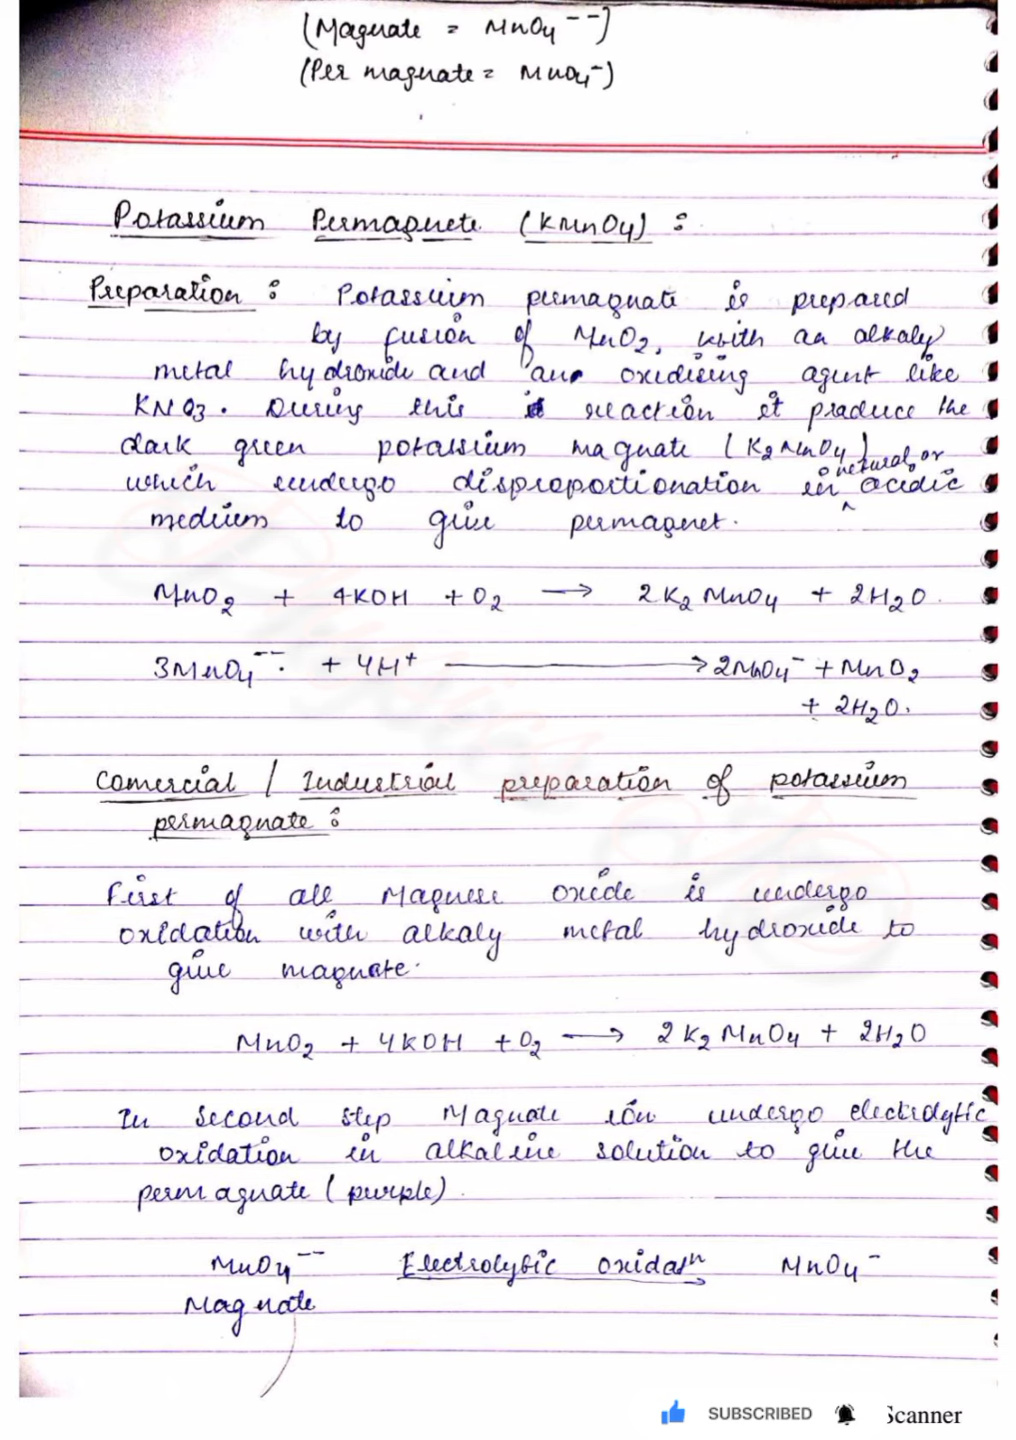 (Magnate = MnO4--)
(Per magnate = MnO4-)
Potassium Permagnete (KMnO4) :
Preparation : Potassium permagnate is prepared
by fusion of MnO2, with an alkaly
metal hydroxide and an oxidising agent like
KNO3. During this reaction it produce the
dark green potassium magnate (K2MnO4)
netural or
which undergo disproportionation in ^ acidic
medium to give permagnet.
MnO2 + 4KOH + O2 → 2K2MnO4 + 2H2O.
3MnO4--. + 4H+ → 2MnO4- + MnO2
+ 2H2O.
Comercial / Industrial preparation of potassium
permagnate :
First of all Magnese oxide is undergo
oxidation with alkaly metal hydroxide to
give magnate.
MnO2 + 4KOH + O2 → 2K2MnO4 + 2H2O
In second step Magnate ion undergo electrolytic
oxidation in alkaline solution to give the
permagnate (purple).
MnO4-- Electrolytic oxidatn → MnO4-
Magnate
SUBSCRIBED Scanner